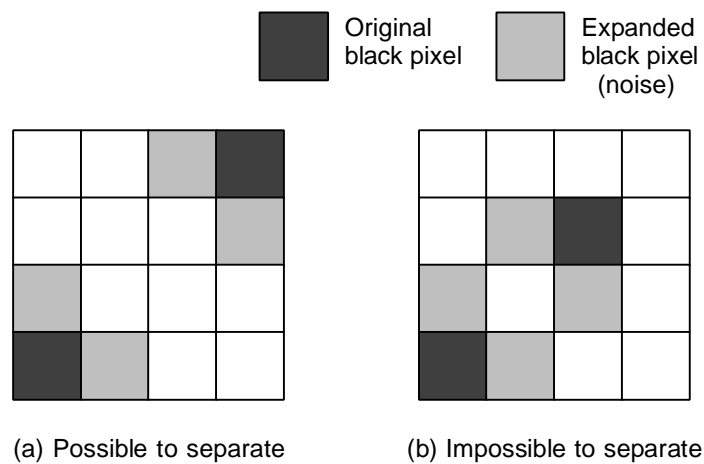 Original
black pixel
Expanded
black pixel
(noise)
(a) Possible to separate
(b) Impossible to separate